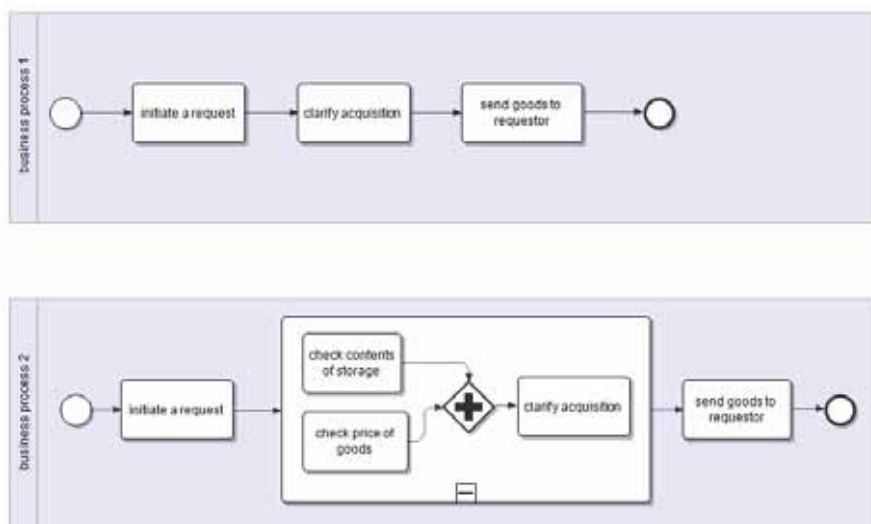 business process 1
initiate a request
clarify acquisition
send goods to
requestor
business process 2
initiate a request
check contents
of storage
check price of
goods
clarify acquisition
send goods to
requestor